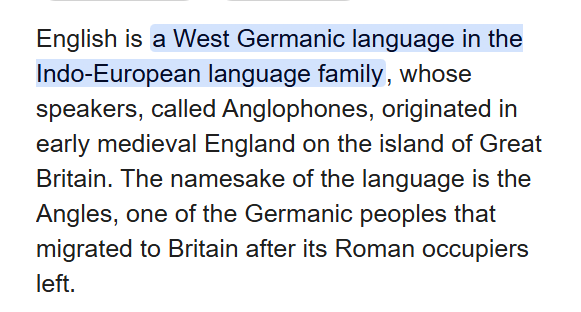 English is a West Germanic language in the
Indo-European language family, whose
speakers, called Anglophones, originated in
early medieval England on the island of Great
Britain. The namesake of the language is the
Angles, one of the Germanic peoples that
migrated to Britain after its Roman occupiers
left.